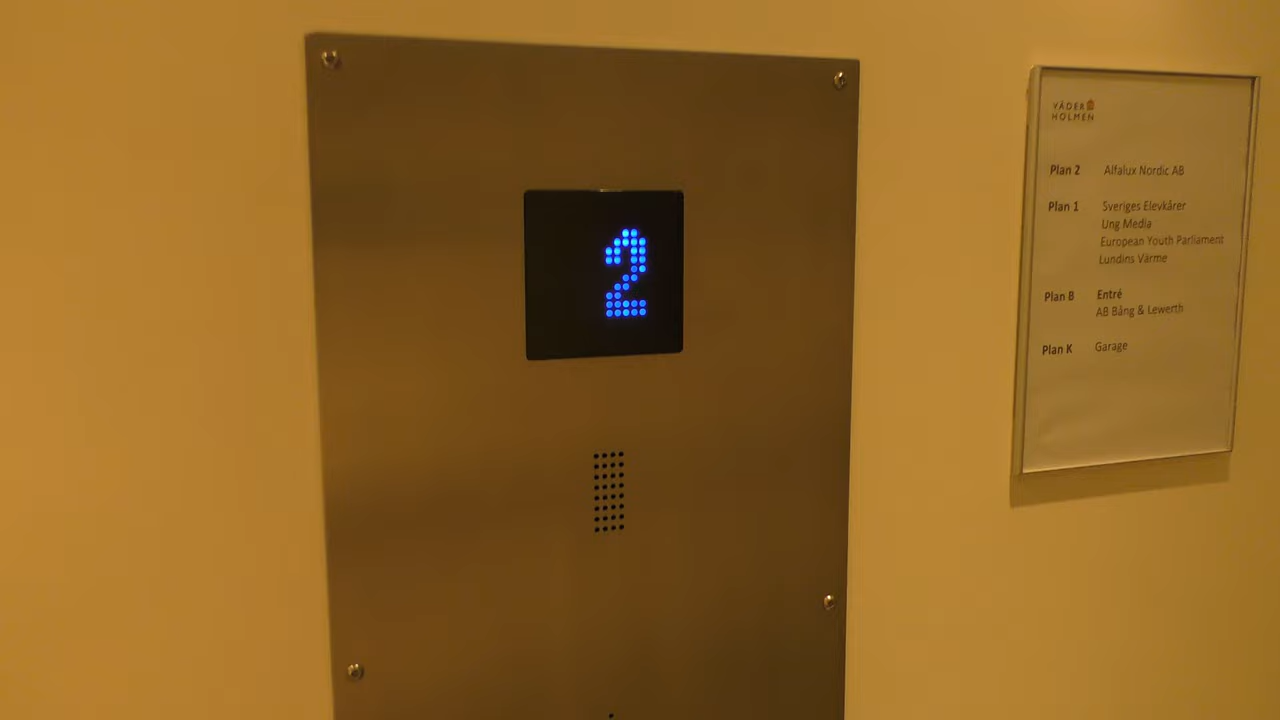 2
VÄDER
HOLMEN
Plan 2 Alfalux Nordic AB
Plan 1 Sveriges Elevkårer
Ung Media
European Youth Parliament
Lundins Värme
Plan B Entré
AB Bång & Lewerth
Plan K Garage